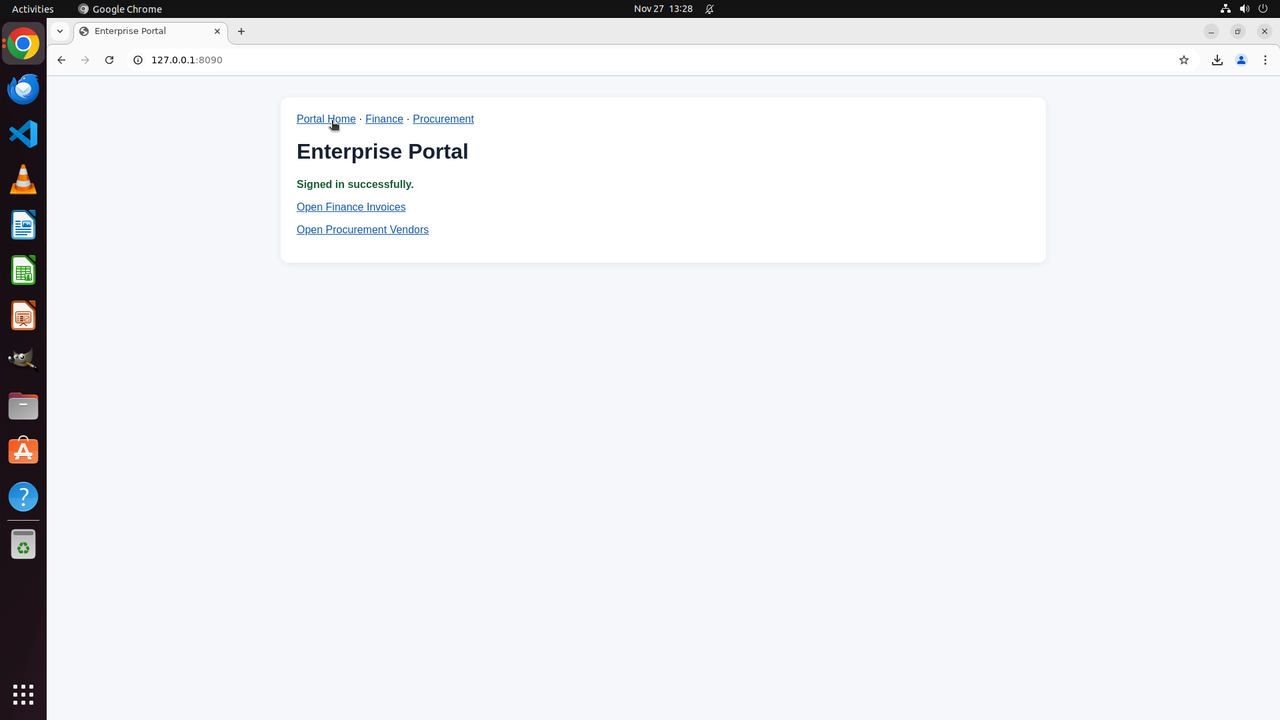 Activities
Google Chrome
Nov 27 13:28
Enterprise Portal
127.0.0.1:8090
Portal Home · Finance · Procurement
Enterprise Portal
Signed in successfully.
Open Finance Invoices
Open Procurement Vendors